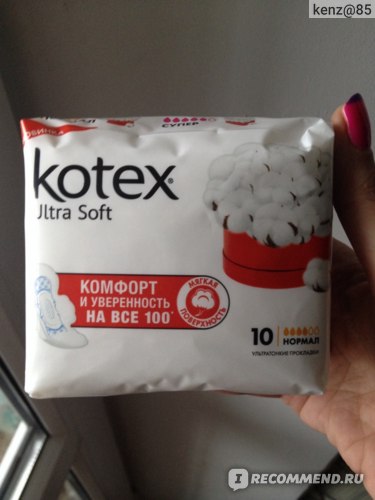 kenz@85
НОВИНКА
СУПЕР
kotex®
Ultra Soft
КОМФОРТ
И УВЕРЕННОСТЬ
НА ВСЕ 100*
МЯГКАЯ
ПОВЕРХНОСТЬ
10 НОРМАЛ
УЛЬТРАТОНКИЕ ПРОКЛАДКИ
IRECOMMEND.RU